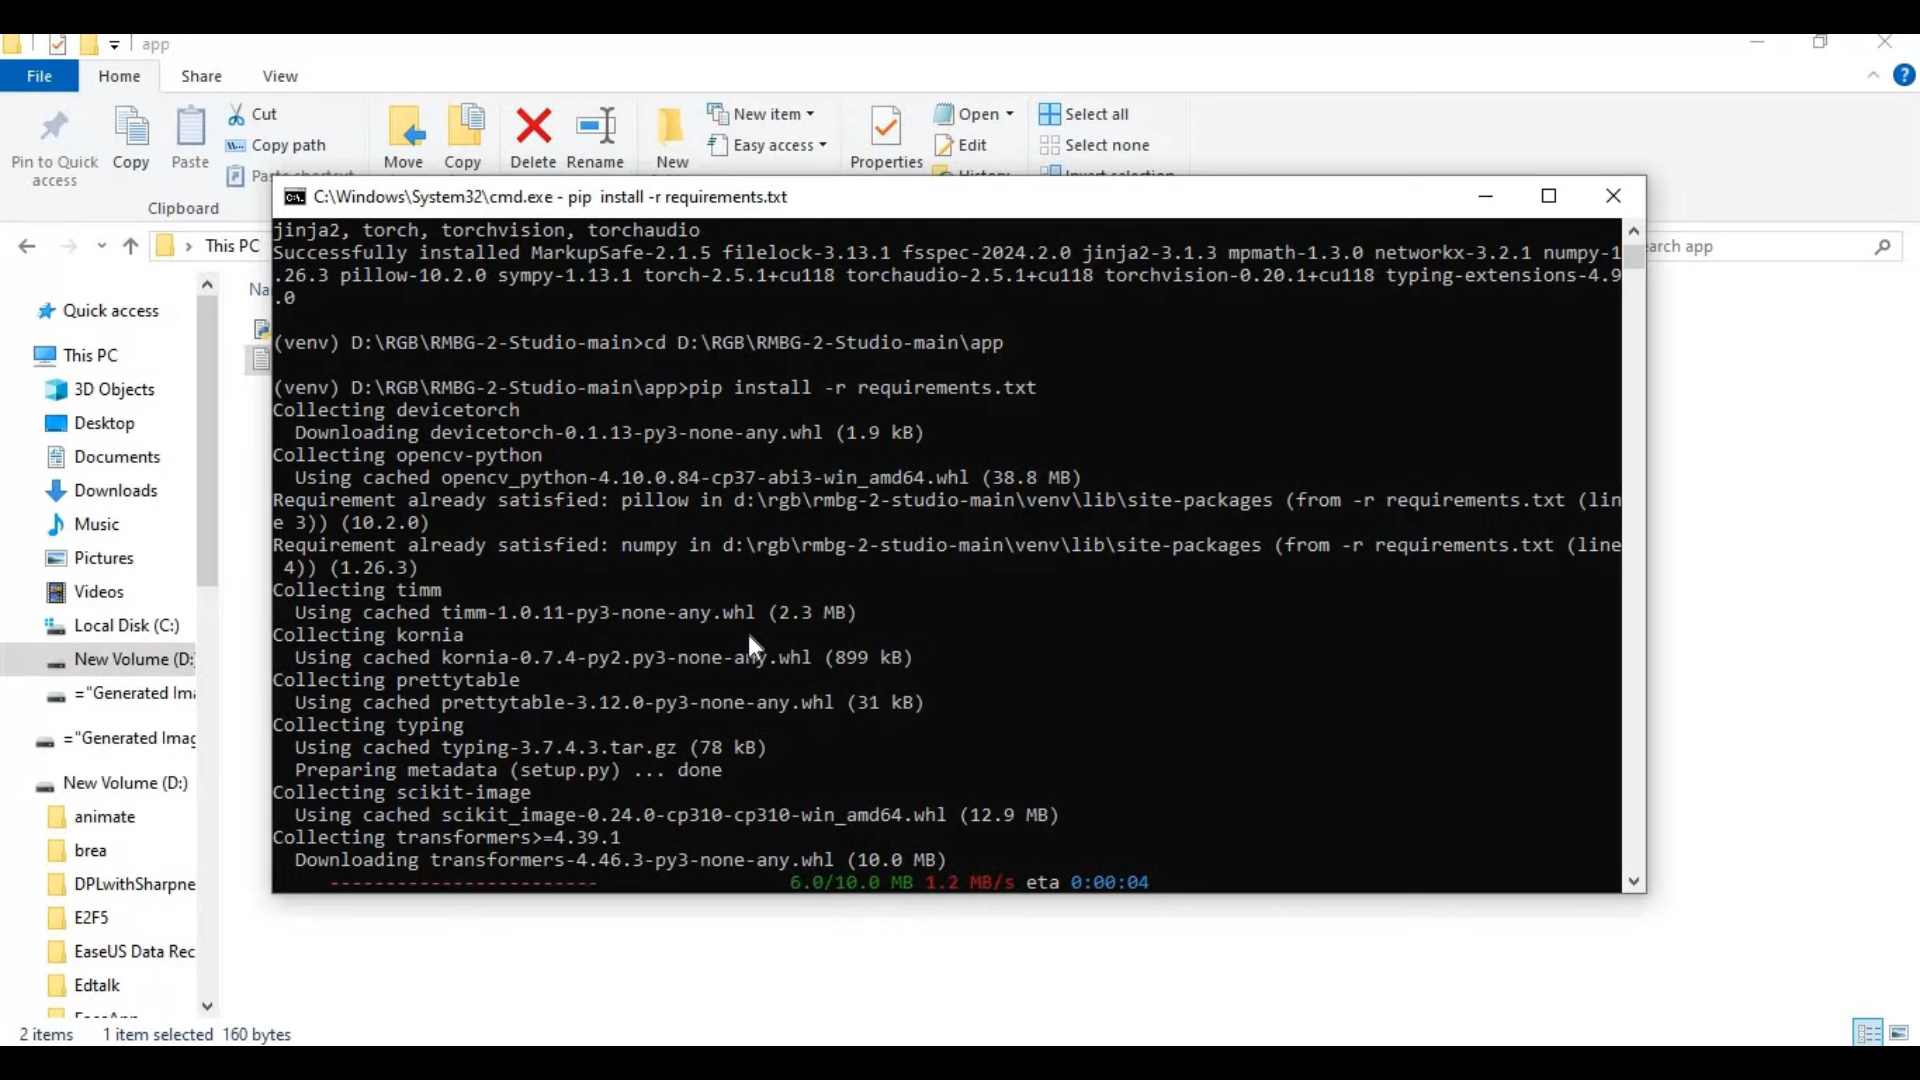 app
File Home Share View
Pin to Quick access
Copy
Paste
Cut
Copy path
Paste shortcut
Clipboard
Move
Copy
Delete
Rename
New
New item
Easy access
Properties
Open
Edit
History
Select all
Select none
Invert selection
This PC
earch app
C:\Windows\System32\cmd.exe - pip  install -r requirements.txt
jinja2, torch, torchvision, torchaudio
Successfully installed MarkupSafe-2.1.5 filelock-3.13.1 fsspec-2024.2.0 jinja2-3.1.3 mpmath-1.3.0 networkx-3.2.1 numpy-1
.26.3 pillow-10.2.0 sympy-1.13.1 torch-2.5.1+cu118 torchaudio-2.5.1+cu118 torchvision-0.20.1+cu118 typing-extensions-4.9
.0
(venv) D:\RGB\RMBG-2-Studio-main>cd D:\RGB\RMBG-2-Studio-main\app
(venv) D:\RGB\RMBG-2-Studio-main\app>pip install -r requirements.txt
Collecting devicetorch
  Downloading devicetorch-0.1.13-py3-none-any.whl (1.9 kB)
Collecting opencv-python
  Using cached opencv_python-4.10.0.84-cp37-abi3-win_amd64.whl (38.8 MB)
Requirement already satisfied: pillow in d:\rgb\rmbg-2-studio-main\venv\lib\site-packages (from -r requirements.txt (lin
e 3)) (10.2.0)
Requirement already satisfied: numpy in d:\rgb\rmbg-2-studio-main\venv\lib\site-packages (from -r requirements.txt (line
 4)) (1.26.3)
Collecting timm
  Using cached timm-1.0.11-py3-none-any.whl (2.3 MB)
Collecting kornia
  Using cached kornia-0.7.4-py2.py3-none-any.whl (899 kB)
Collecting prettytable
  Using cached prettytable-3.12.0-py3-none-any.whl (31 kB)
Collecting typing
  Using cached typing-3.7.4.3.tar.gz (78 kB)
  Preparing metadata (setup.py) ... done
Collecting scikit-image
  Using cached scikit_image-0.24.0-cp310-cp310-win_amd64.whl (12.9 MB)
Collecting transformers>=4.39.1
  Downloading transformers-4.46.3-py3-none-any.whl (10.0 MB)
------------------------ 6.0/10.0 MB 1.2 MB/s eta 0:00:04
Na
Quick access
This PC
3D Objects
Desktop
Documents
Downloads
Music
Pictures
Videos
Local Disk (C:)
New Volume (D:
="Generated Ima
="Generated Imag
New Volume (D:)
animate
brea
DPLwithSharpne
E2F5
EaseUS Data Rec
Edtalk
2 items 1 item selected 160 bytes